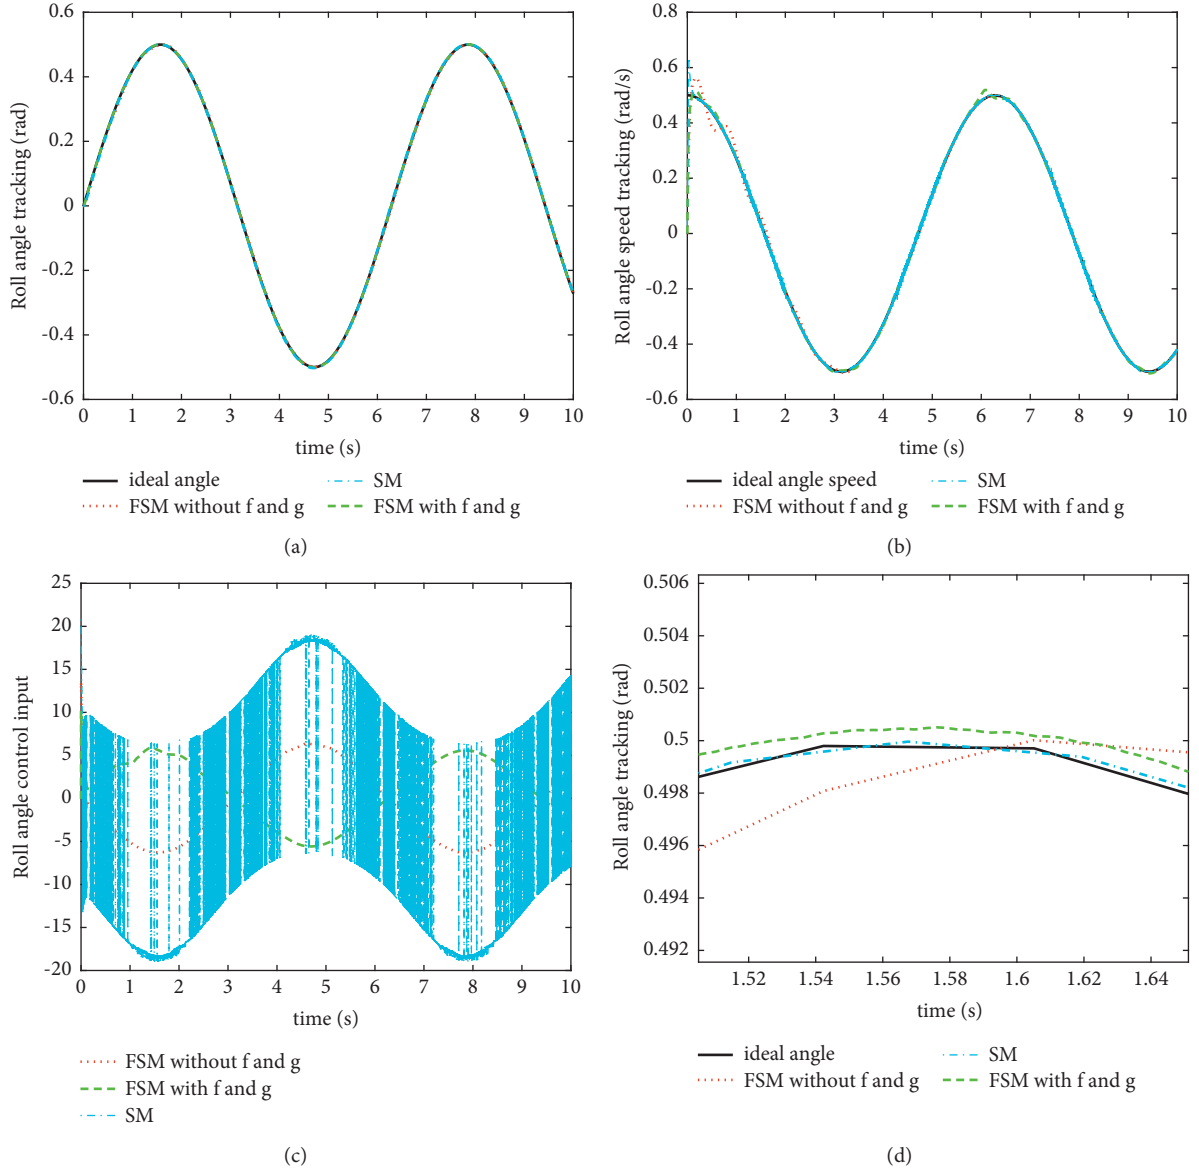 0.6
0.4
0.2
0
-0.2
-0.4
-0.6
Roll angle tracking (rad)
0 1 2 3 4 5 6 7 8 9 10
time (s)
ideal angle
FSM without f and g
SM
FSM with f and g
(a)
0.8
0.6
0.4
0.2
0
-0.2
-0.4
-0.6
Roll angle speed tracking (rad/s)
0 1 2 3 4 5 6 7 8 9 10
time (s)
ideal angle speed
FSM without f and g
SM
FSM with f and g
(b)
25
20
15
10
5
0
-5
-10
-15
-20
Roll angle control input
0 1 2 3 4 5 6 7 8 9 10
time (s)
FSM without f and g
FSM with f and g
SM
(c)
0.506
0.504
0.502
0.5
0.498
0.496
0.494
0.492
Roll angle tracking (rad)
1.52 1.54 1.56 1.58 1.6 1.62 1.64
time (s)
ideal angle
FSM without f and g
SM
FSM with f and g
(d)